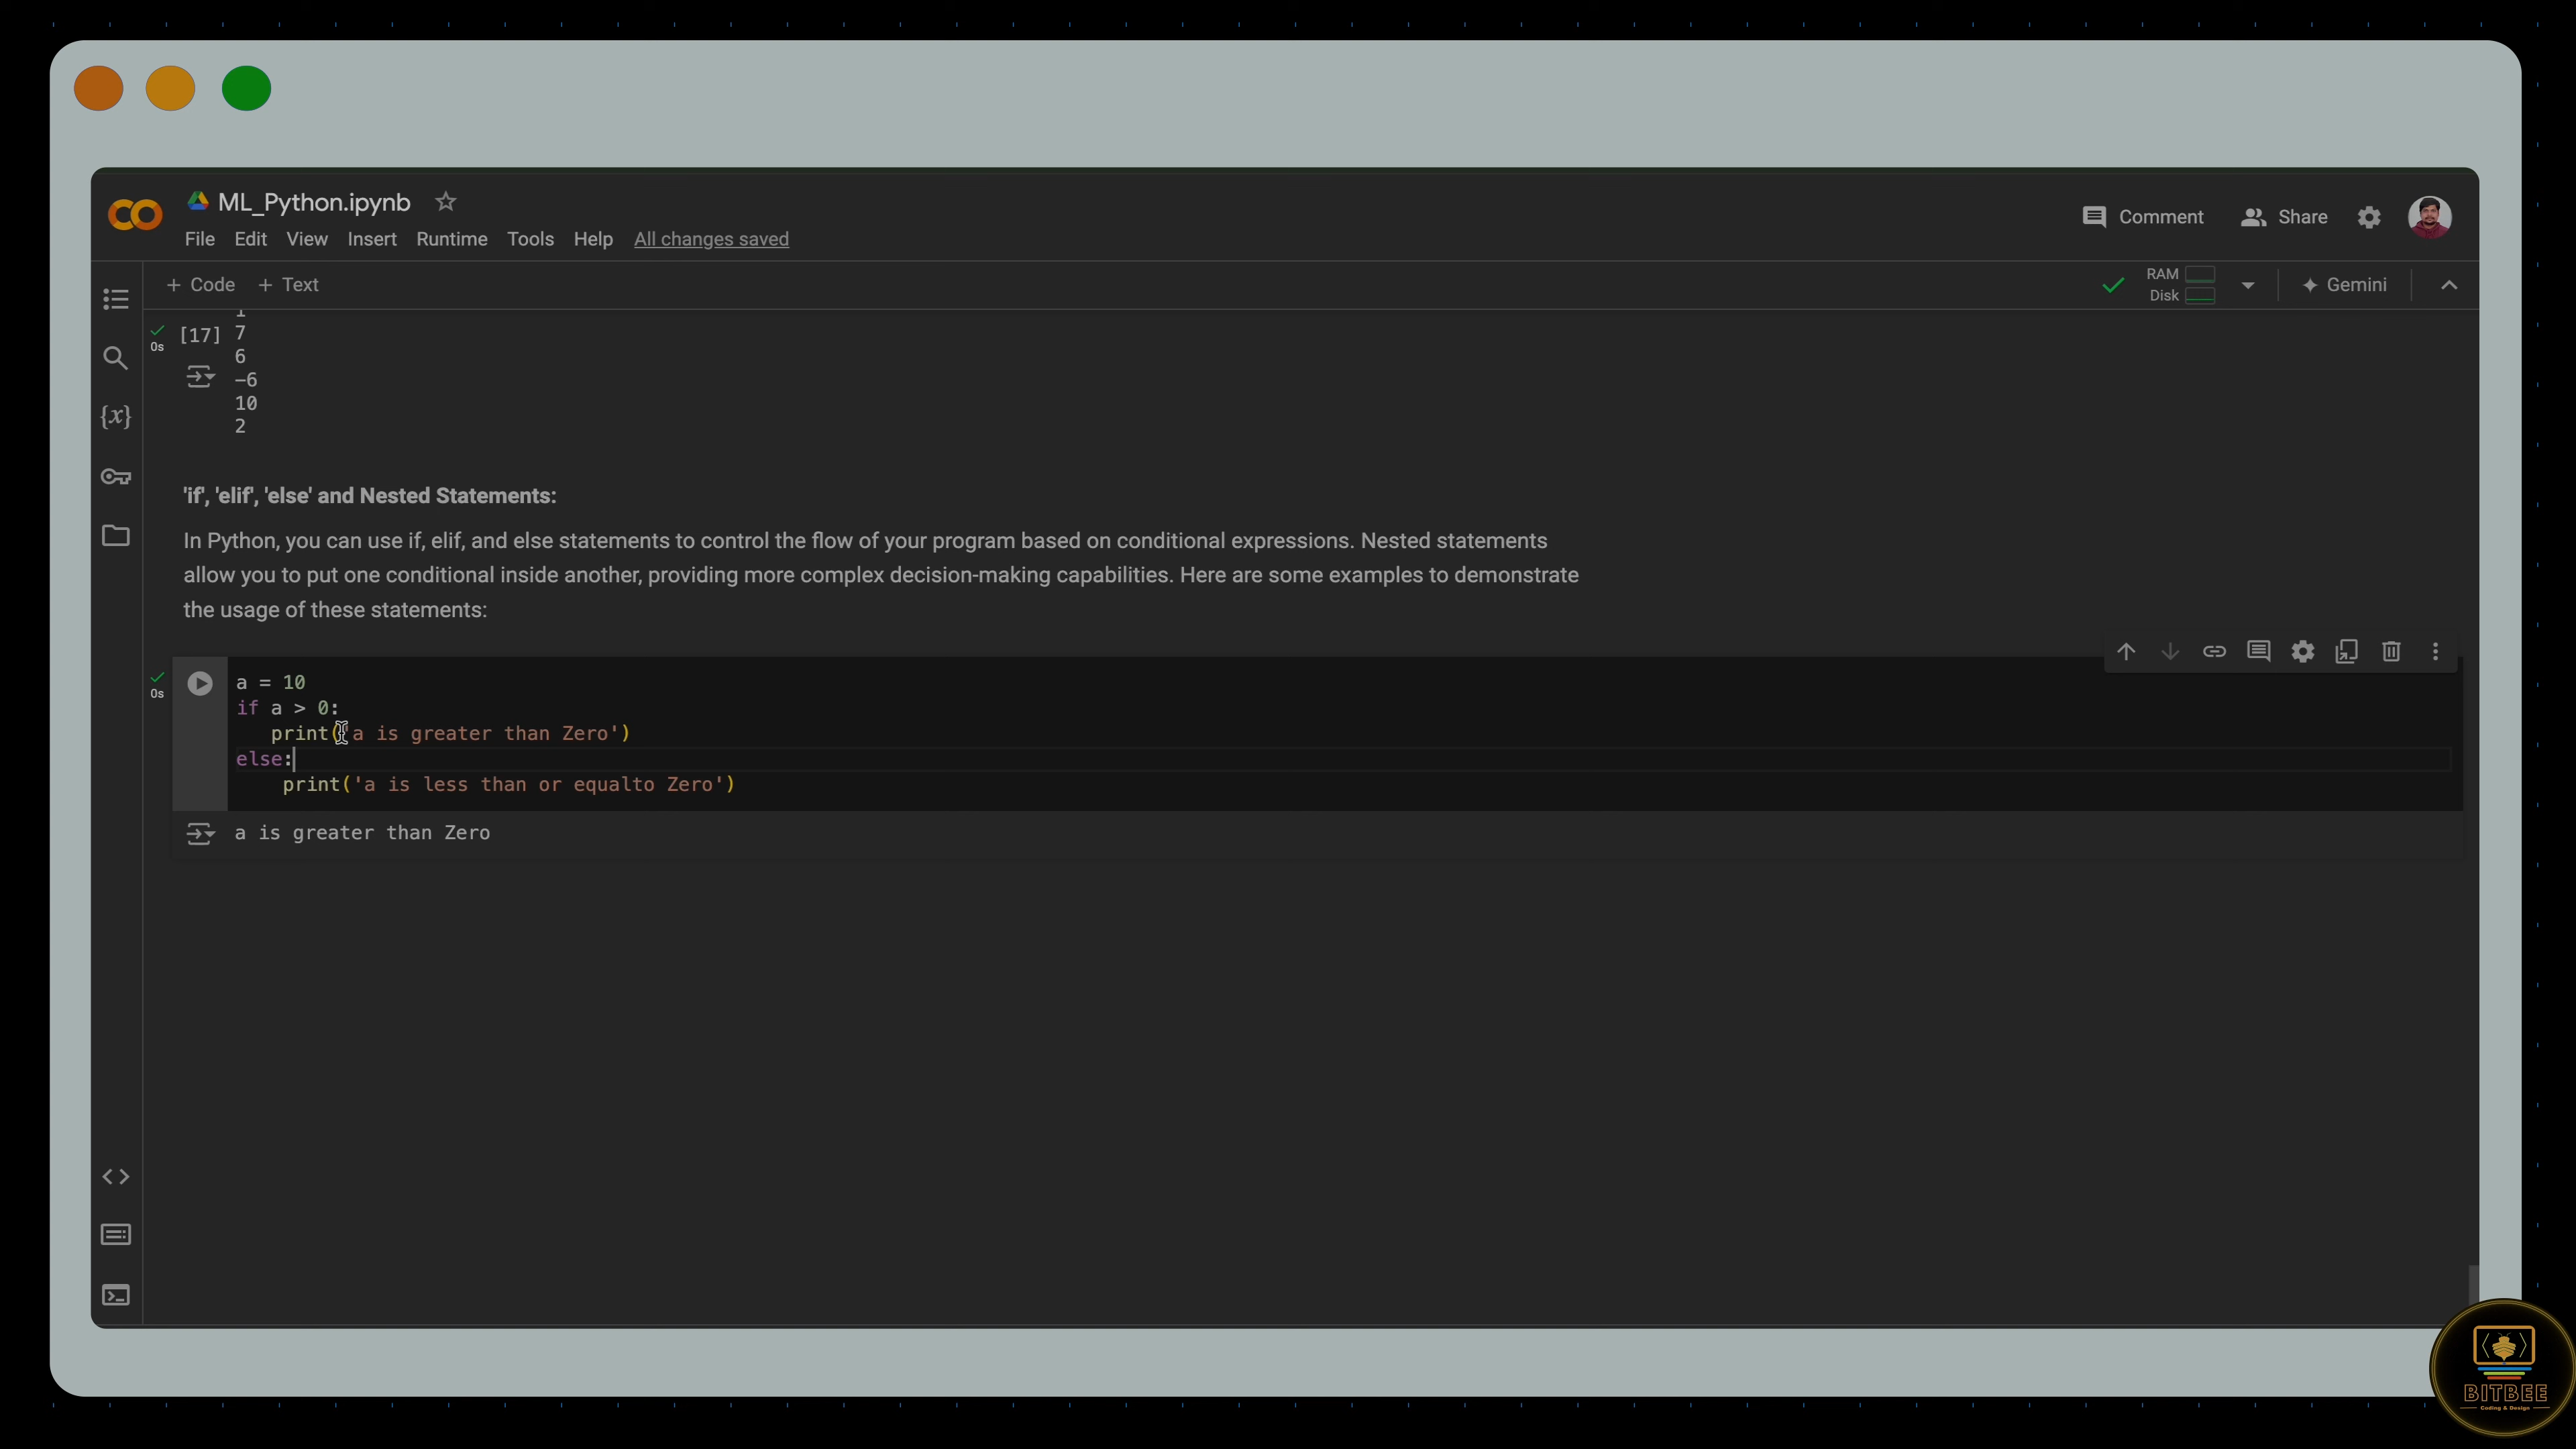 ML_Python.ipynb
File Edit View Insert Runtime Tools Help All changes saved
Comment Share
+ Code + Text
RAM
Disk
Gemini
1
[17] 7
0s
6
-6
10
2
{x}
'if', 'elif', 'else' and Nested Statements:
In Python, you can use if, elif, and else statements to control the flow of your program based on conditional expressions. Nested statements
allow you to put one conditional inside another, providing more complex decision-making capabilities. Here are some examples to demonstrate
the usage of these statements:
0s
a = 10
if a > 0:
print('a is greater than Zero')
else:
print('a is less than or equalto Zero')
a is greater than Zero
BITBEE
Coding & Design